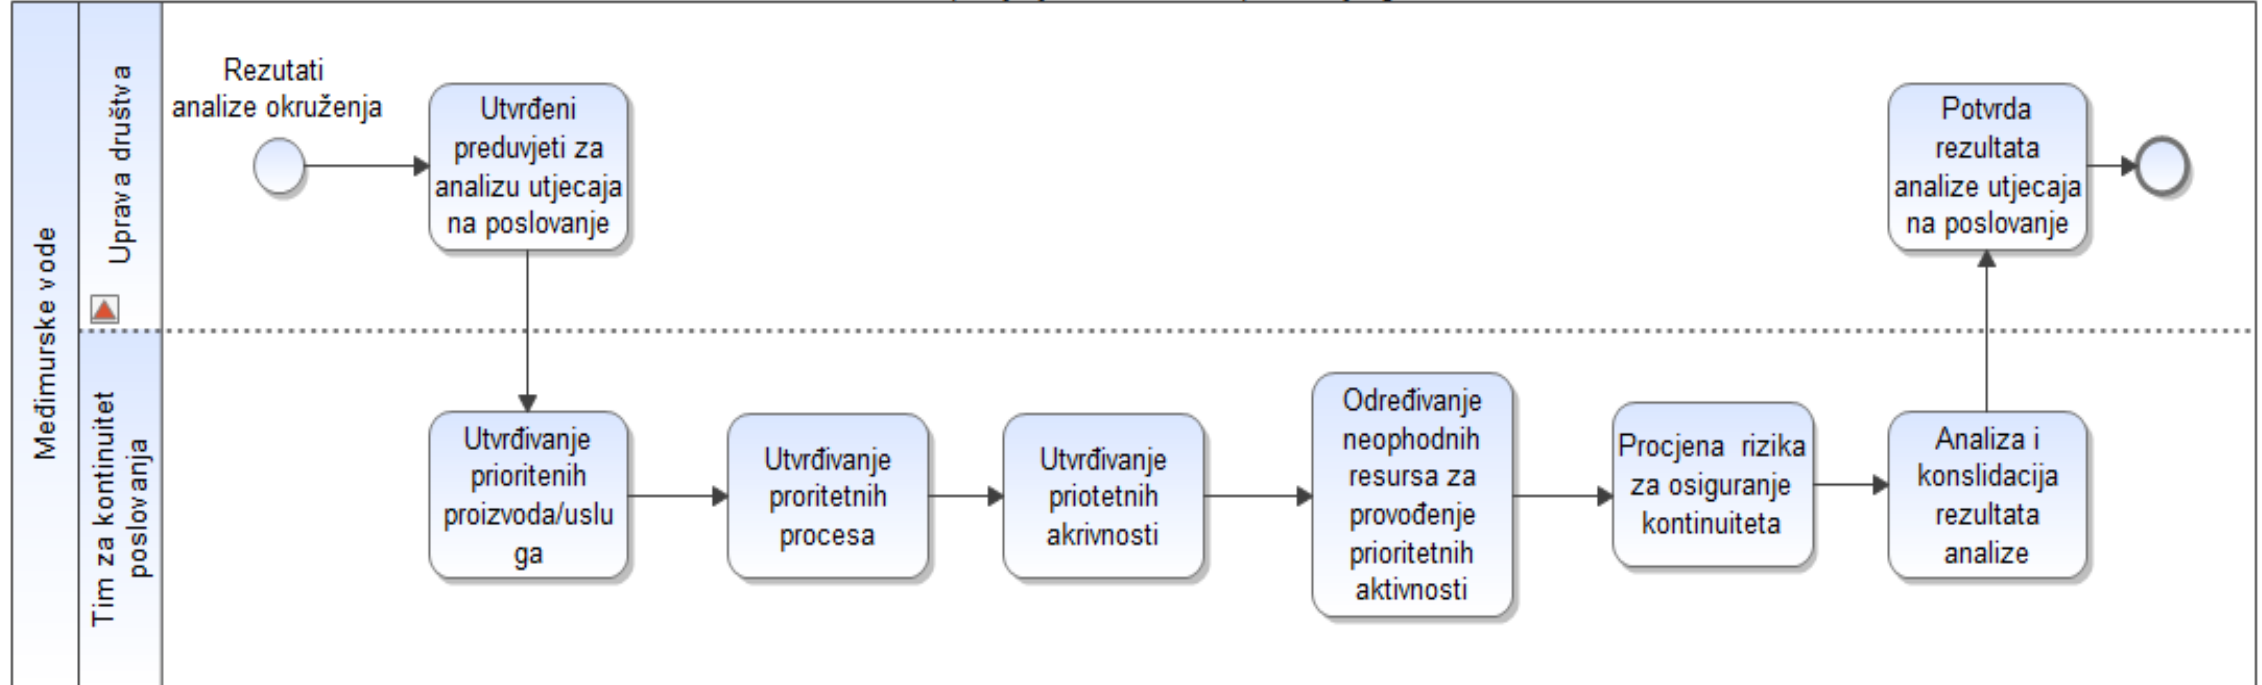 Međimurske vode
Uprava društva
Rezutati
analize okruženja
Utvrđeni
preduvjeti za
analizu utjecaja
na poslovanje
Potvrda
rezultata
analize utjecaja
na poslovanje
Tim za kontinuitet
poslovanja
Utvrđivanje
prioritenih
proizvoda/uslu
ga
Utvrđivanje
proritetnih
procesa
Utvrđivanje
priotetnih
akrivnosti
Određivanje
neophodnih
resursa za
provođenje
prioritetnih
aktivnosti
Procjena rizika
za osiguranje
kontinuiteta
Analiza i
konslidacija
rezultata
analize